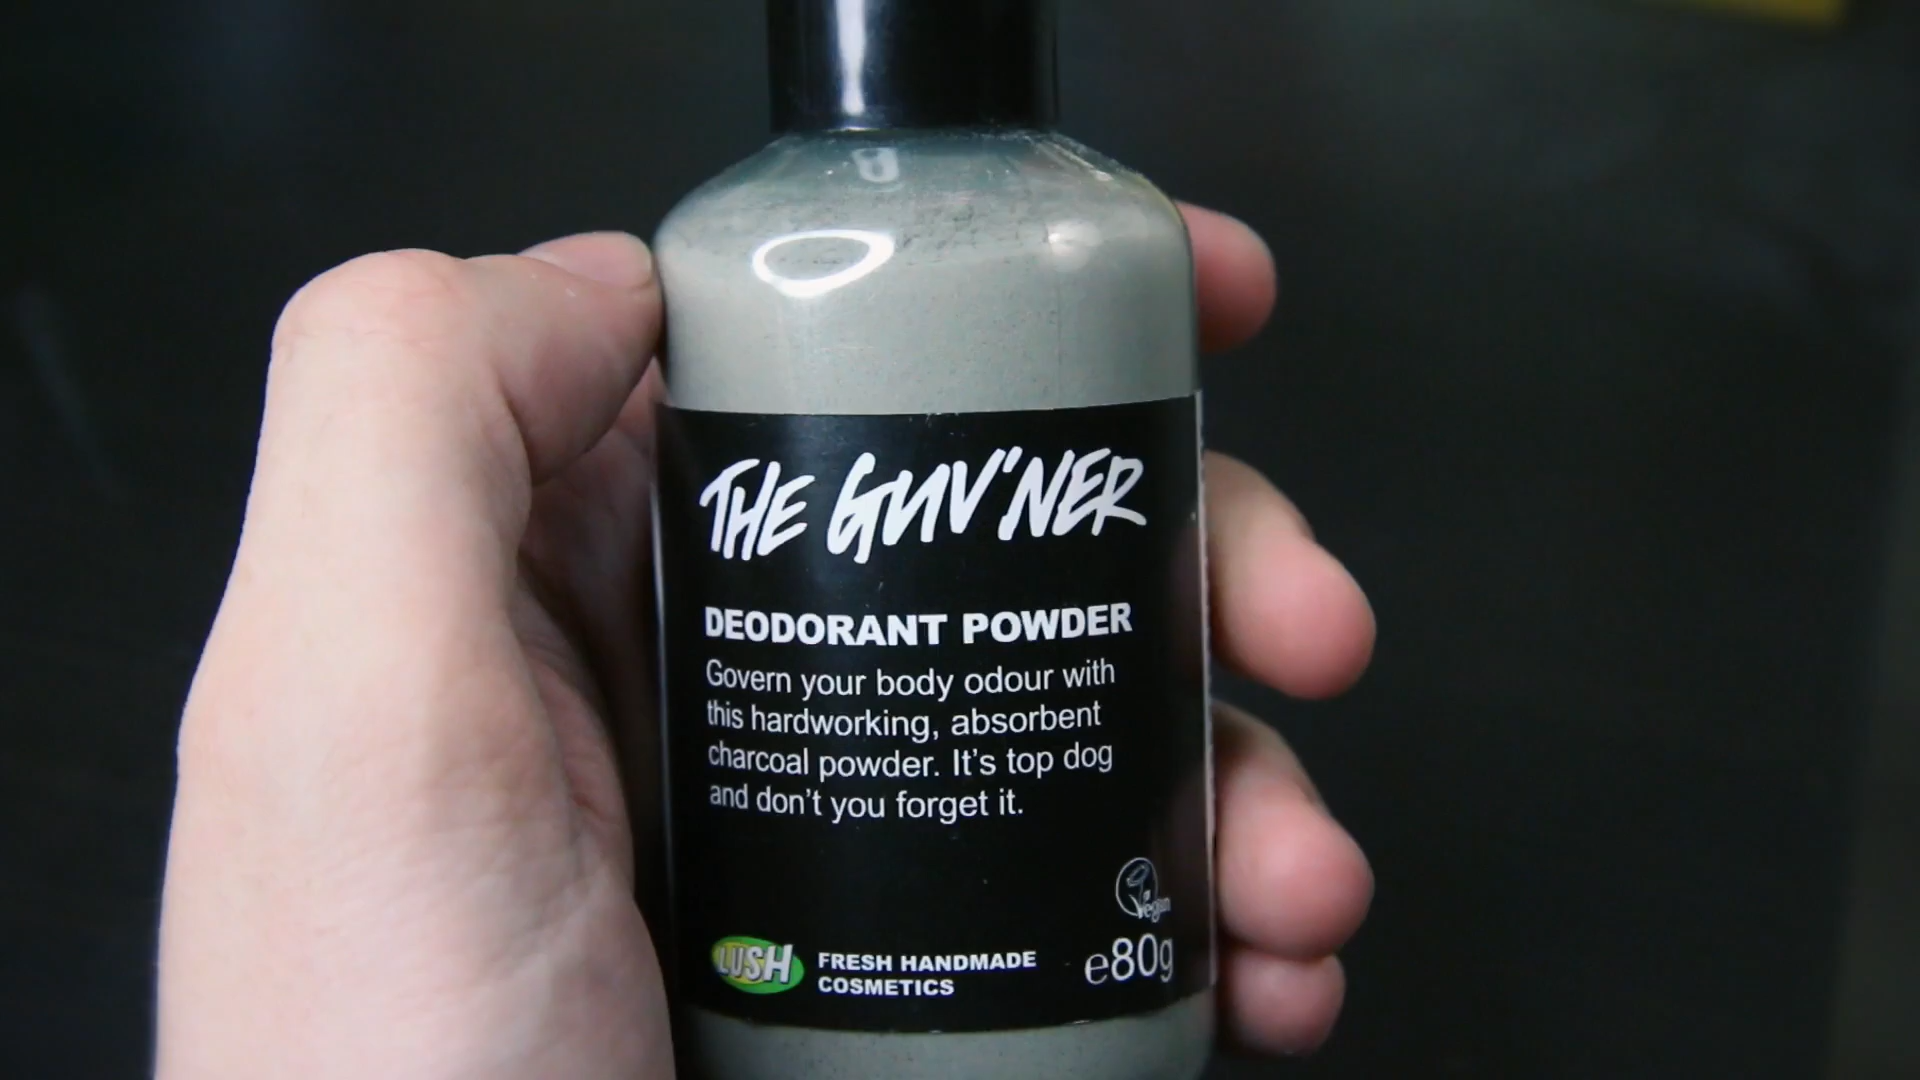 THE GUV'NER
DEODORANT POWDER
Govern your body odour with
this hardworking, absorbent
charcoal powder. It's top dog
and don't you forget it.
Vegan
LUSH
FRESH HANDMADE
COSMETICS
e80g